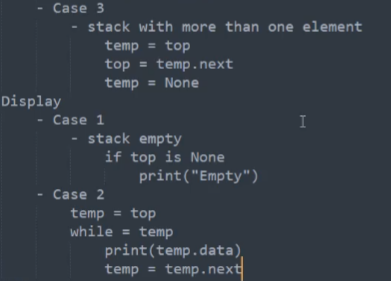 - Case 3
- stack with more than one element
temp = top
top = temp.next
temp = None
Display
- Case 1
- stack empty
if top is None
print("Empty")
- Case 2
temp = top
while = temp
print(temp.data)
temp = temp.next